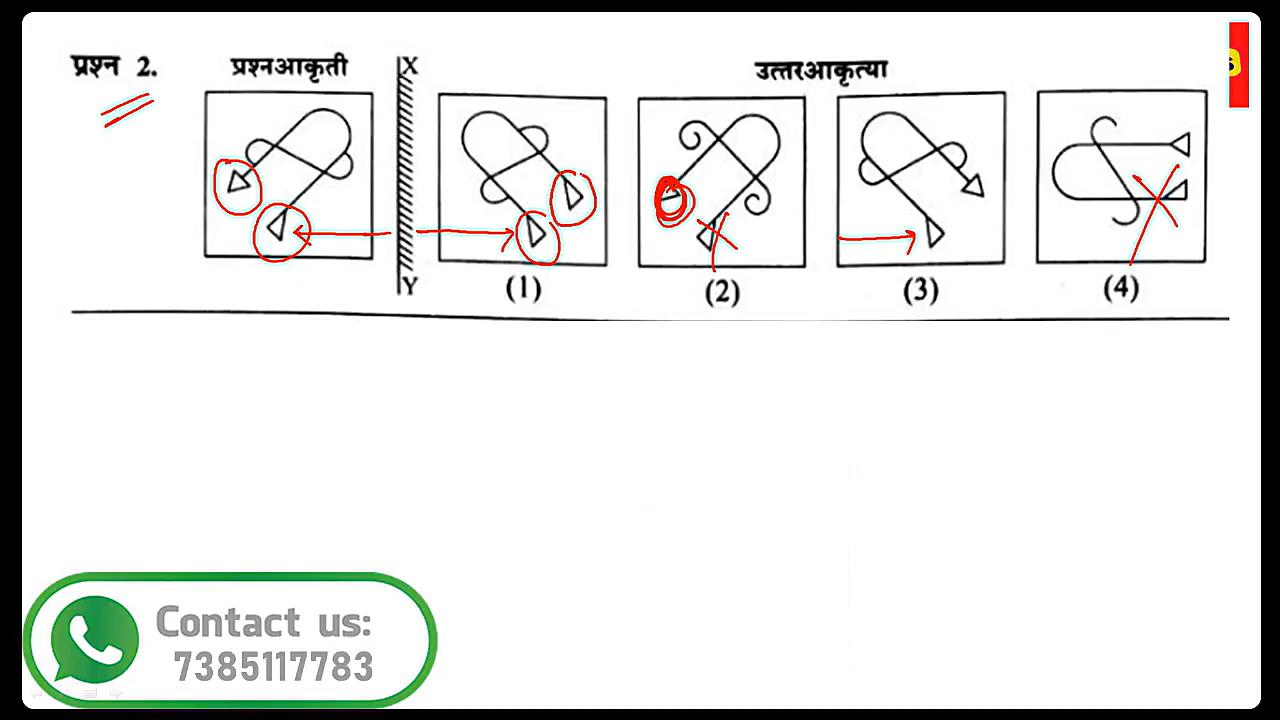 प्रश्न 2.
प्रश्नआकृती
X
उत्तरआकृत्या
Y
(1)
(2)
(3)
(4)
Contact us:
7385117783